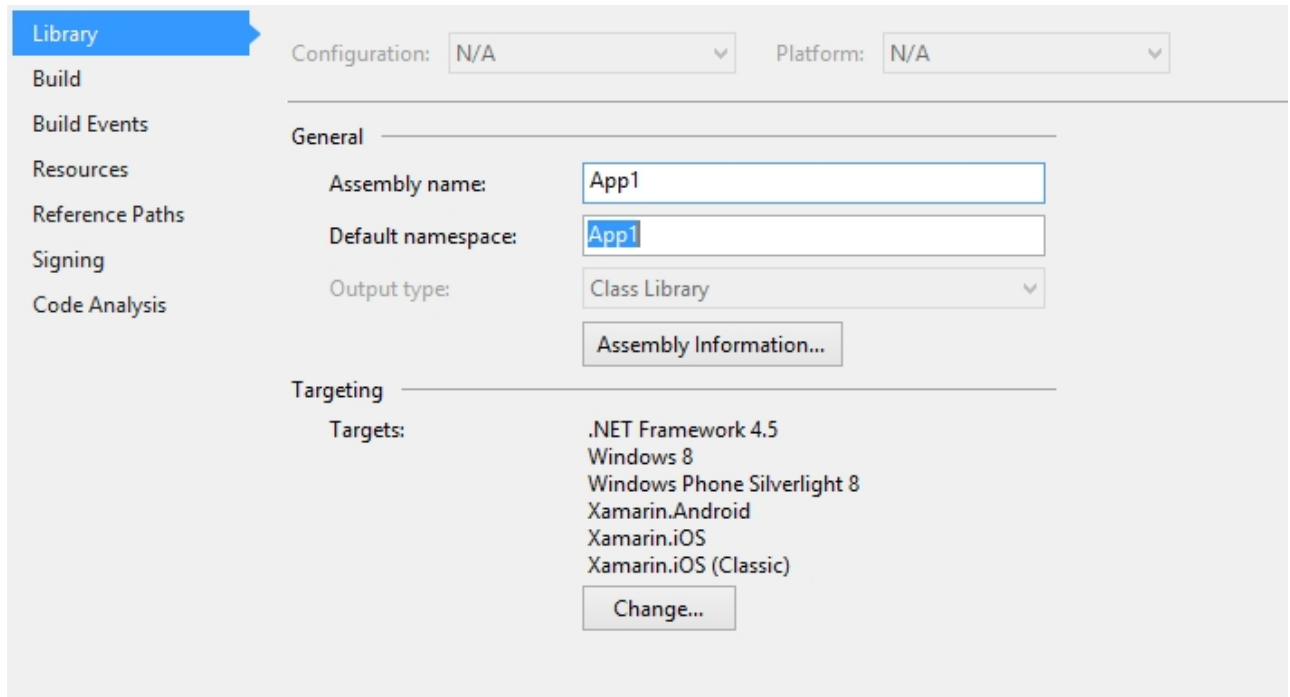 Library
Build
Build Events
Resources
Reference Paths
Signing
Code Analysis
Configuration: N/A Platform: N/A
General
Assembly name: App1
Default namespace: App1
Output type: Class Library
Assembly Information...
Targeting
Targets: .NET Framework 4.5
Windows 8
Windows Phone Silverlight 8
Xamarin.Android
Xamarin.iOS
Xamarin.iOS (Classic)
Change...